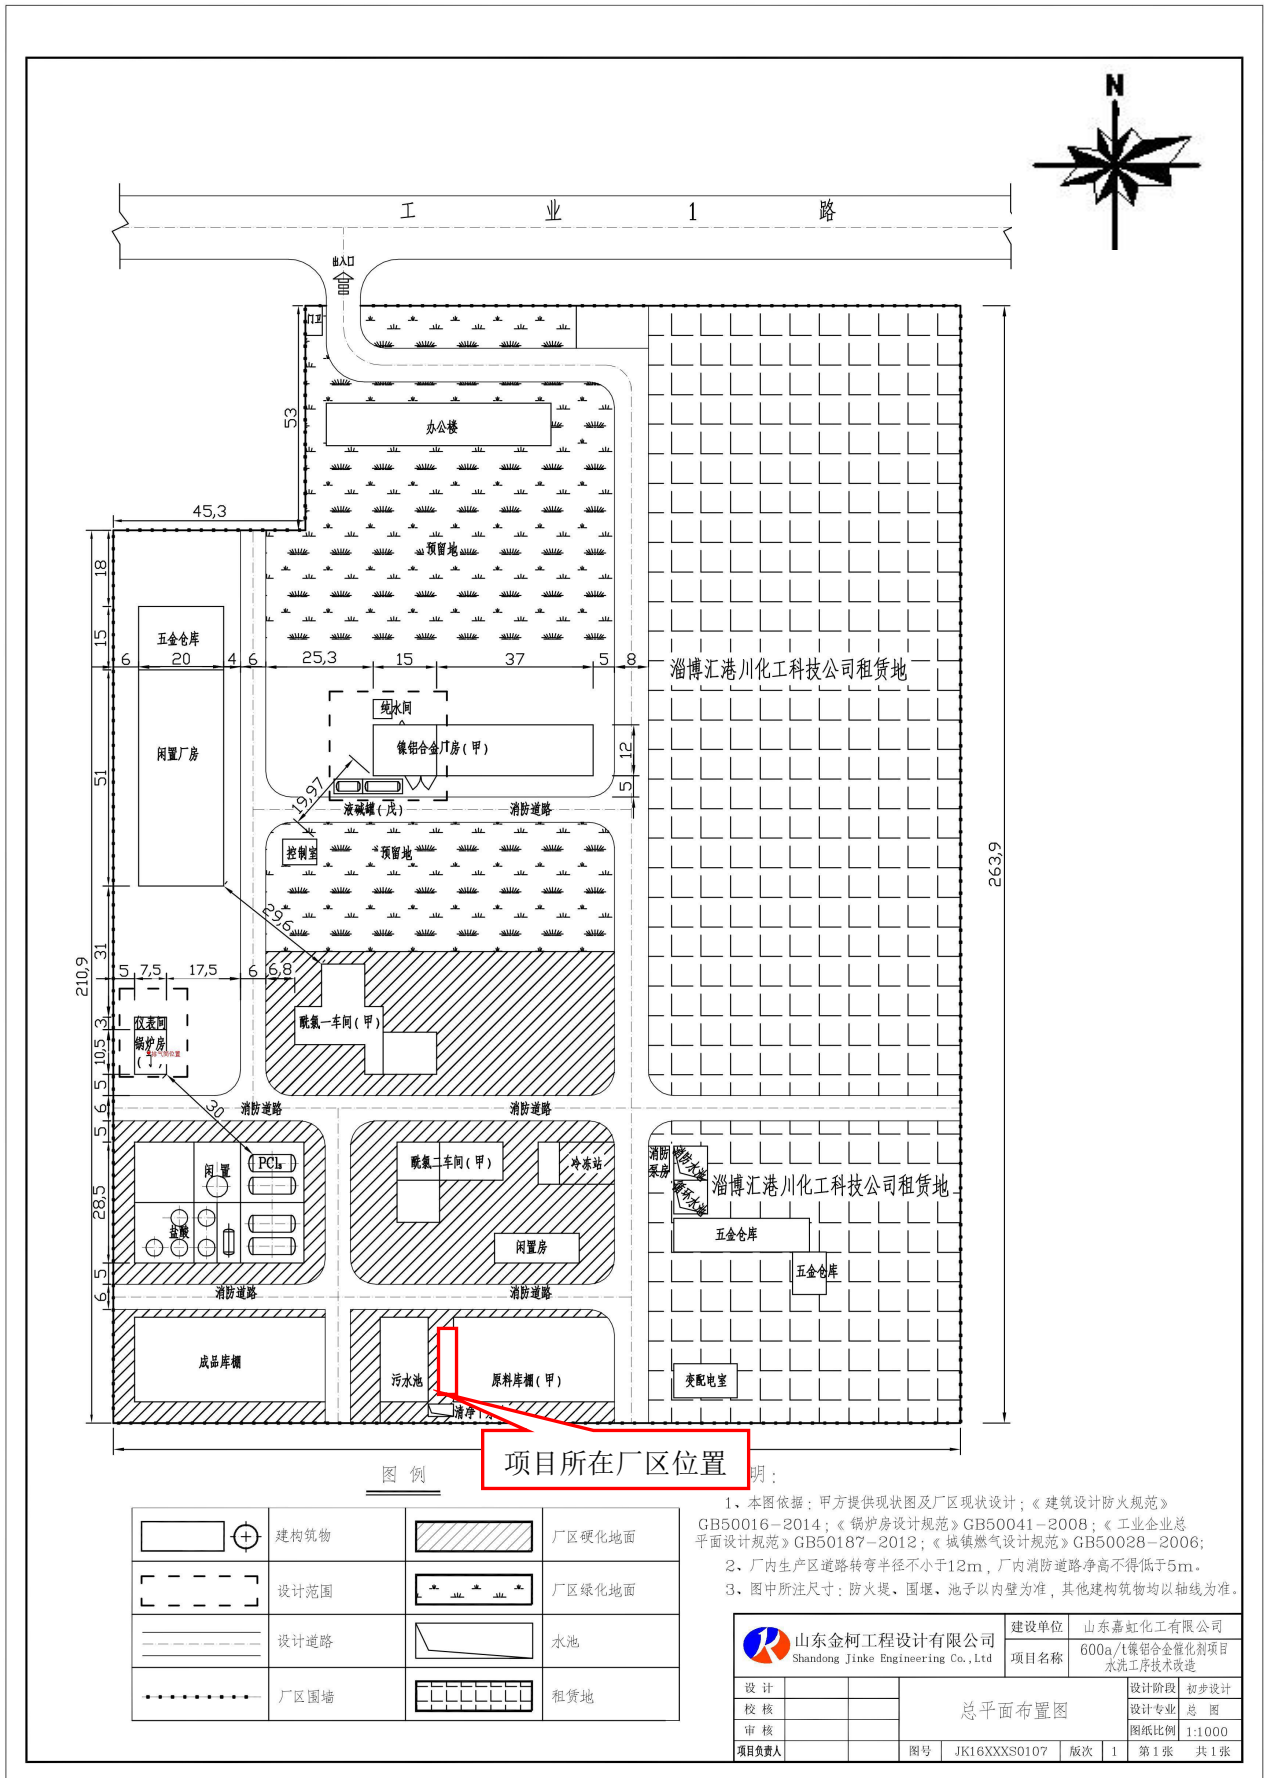 N
工 业 1 路
出入口
门卫
53
办公楼
45,3
预留地
18
15
五金仓库
6 20 4 6 25,3 15 37 5 8
淄博汇港川化工科技公司租赁地
纯水间
闲置厂房
镍铝合金厂房(甲)
12
51
19,97
5
液碱罐(戊)
消防道路
控制室
预留地
263,9
29,6
31
210,9
5 7,5 17,5 6 6,8
3
仪表间
酰氯一车间(甲)
锅炉房
10,5
排气筒位置
5
30
6
消防道路
消防道路
5
闲置
PCl₃
酰氯二车间(甲)
冷冻站
消防泵房
消防水池
循环水池
淄博汇港川化工科技公司租赁地
28,5
盐酸
五金仓库
闲置房
五金仓库
5
6
消防道路
消防道路
成品库棚
污水池
原料库棚(甲)
变配电室
清净下
项目所在厂区位置
图 例
明：
建构筑物
厂区硬化地面
设计范围
厂区绿化地面
设计道路
水池
厂区围墙
租赁地
1、本图依据：甲方提供现状图及厂区现状设计；《建筑设计防火规范》
GB50016-2014；《锅炉房设计规范》GB50041-2008；《工业企业总
平面设计规范》GB50187-2012；《城镇燃气设计规范》GB50028-2006;
2、厂内生产区道路转弯半径不小于12m，厂内消防道路净高不得低于5m。
3、图中所注尺寸：防火堤、围堰、池子以内壁为准，其他建构筑物均以轴线为准。
山东金柯工程设计有限公司
Shandong Jinke Engineering Co.,Ltd
建设单位 山东嘉虹化工有限公司
项目名称 600a/t镍铝合金催化剂项目
水洗工序技术改造
设 计
校 核
审 核
项目负责人
总平面布置图
设计阶段 初步设计
设计专业 总 图
图纸比例 1:1000
图号 JK16XXXS0107 版次 1 第1张 共1张